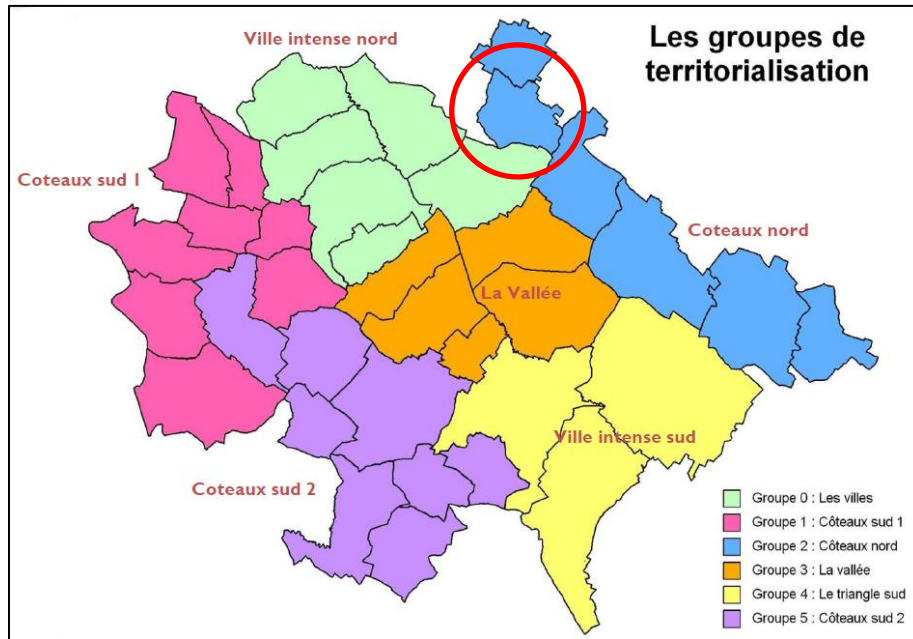 Les groupes de
territorialisation
Ville intense nord
Coteaux sud 1
Coteaux nord
La Vallée
Ville intense sud
Coteaux sud 2
Groupe 0 : Les villes
Groupe 1 : Côteaux sud 1
Groupe 2 : Côteaux nord
Groupe 3 : La vallée
Groupe 4 : Le triangle sud
Groupe 5 : Côteaux sud 2